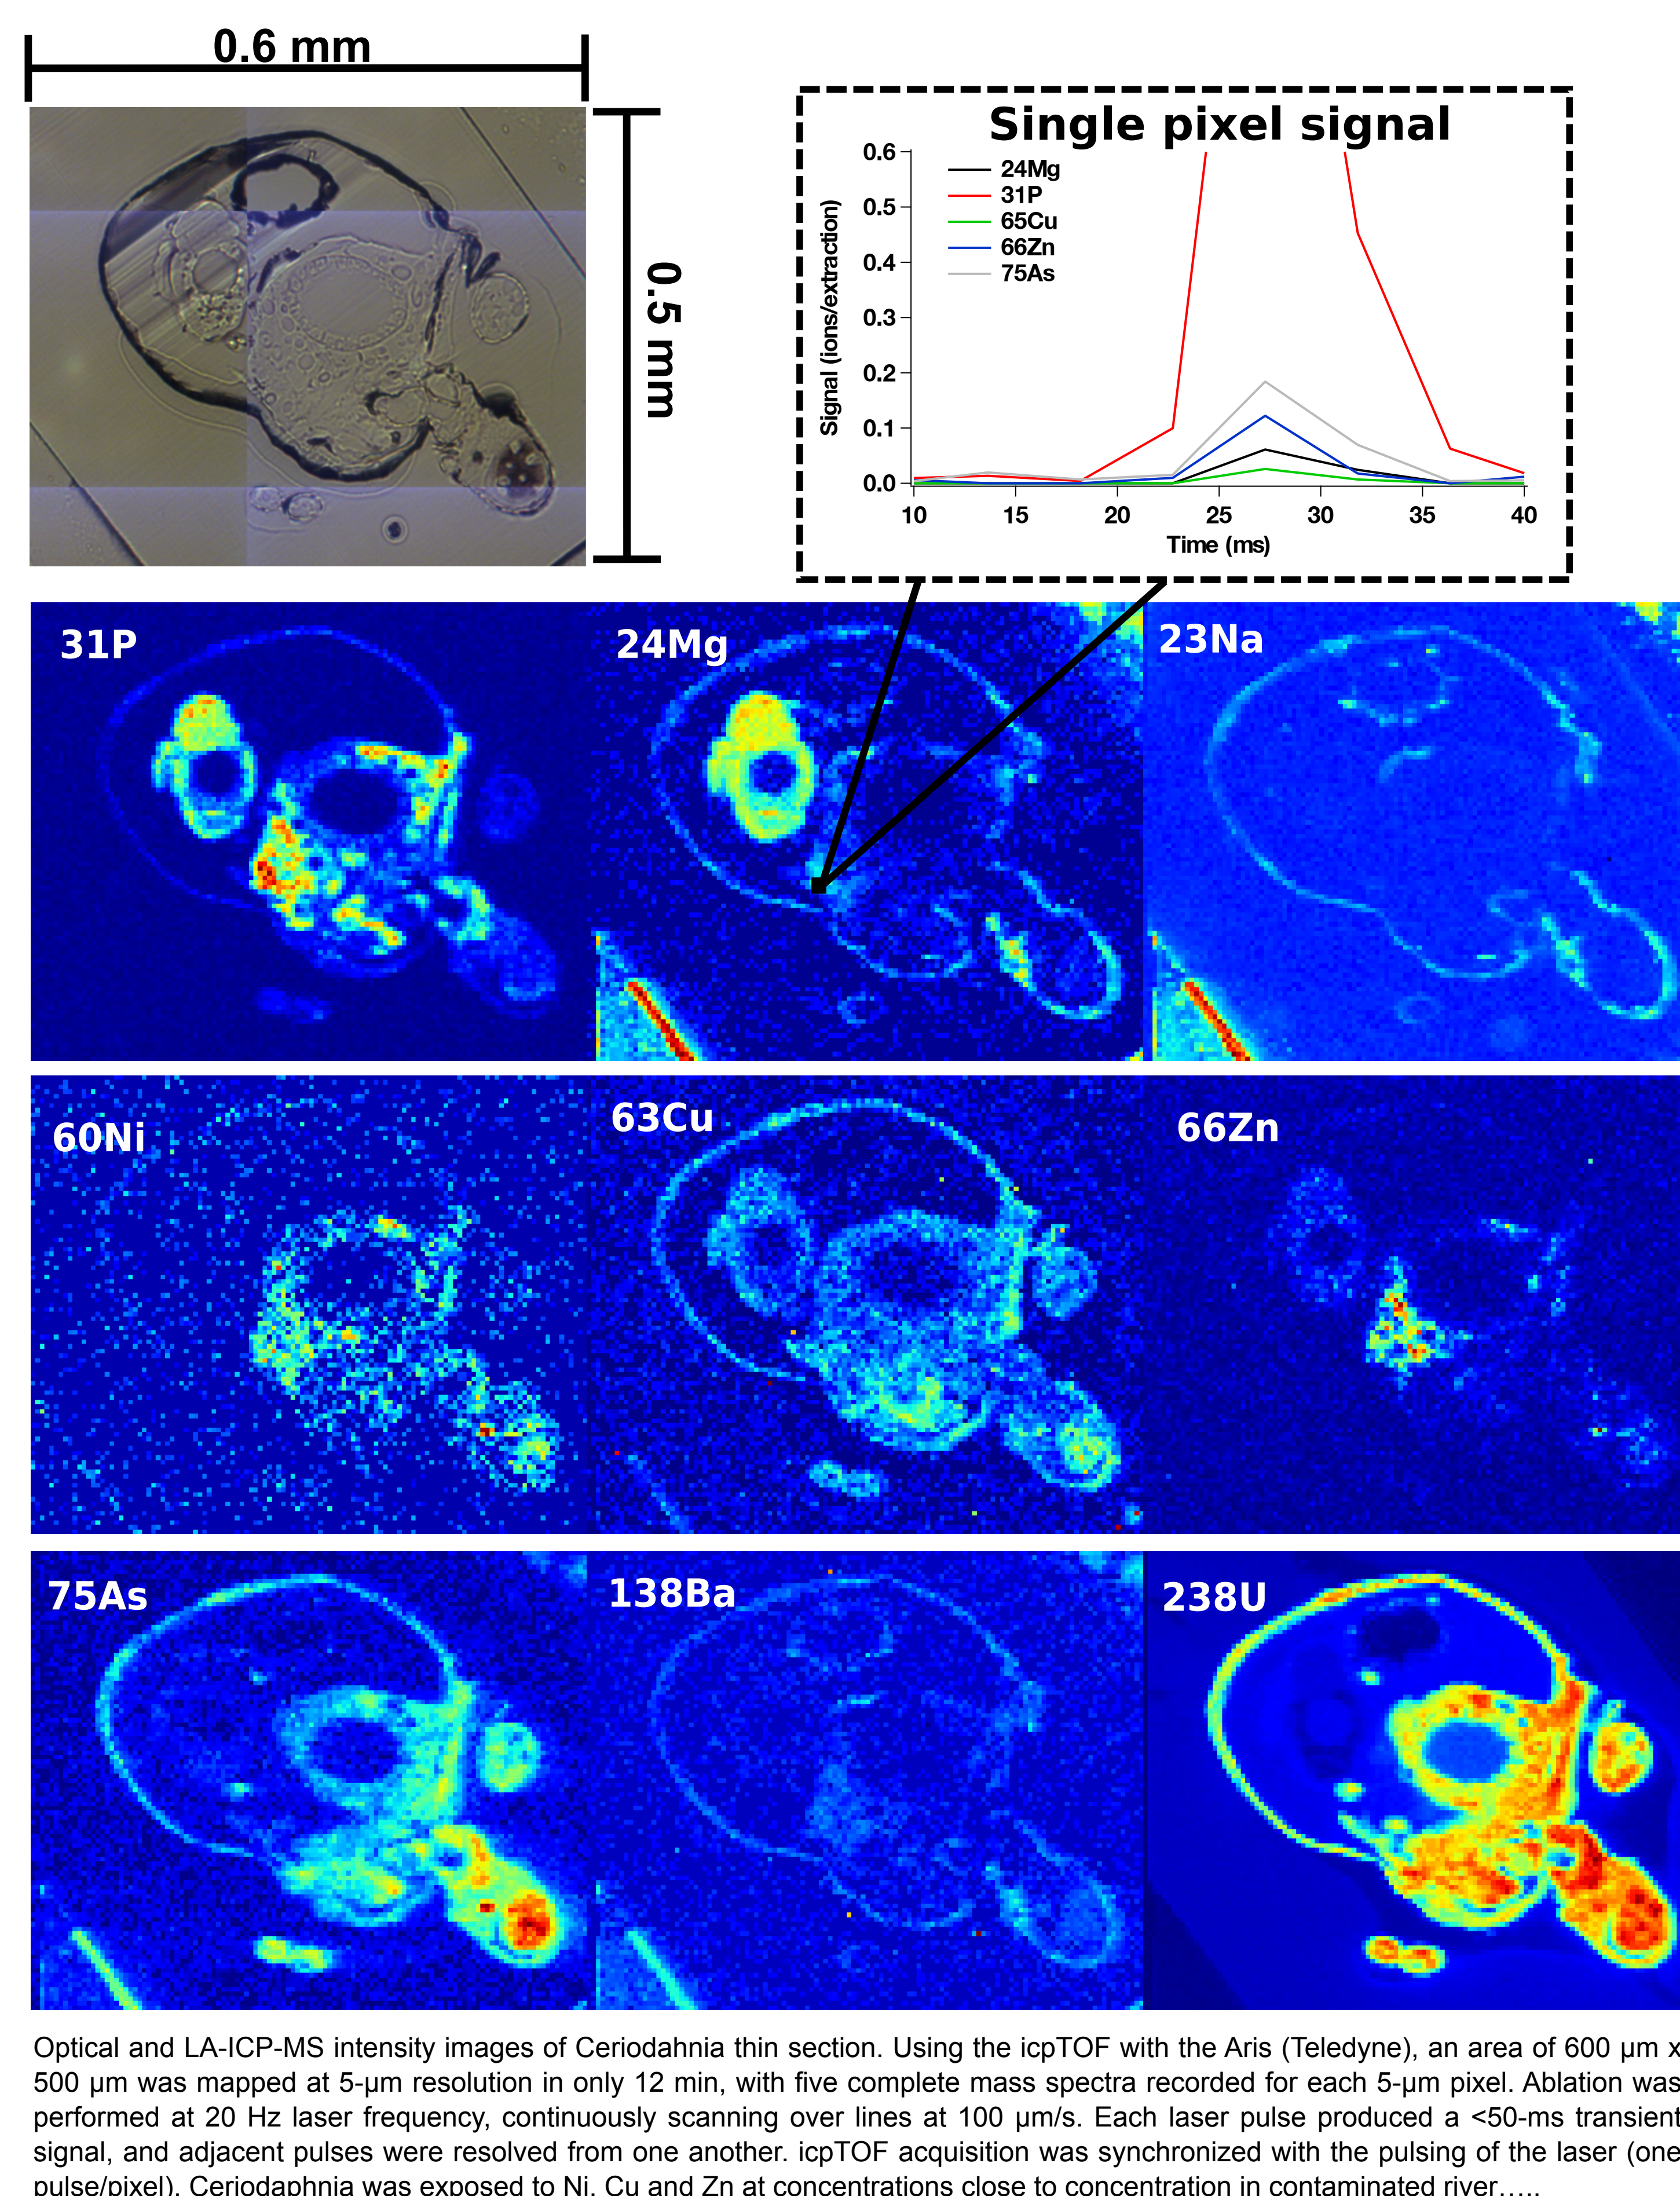 0.6 mm
0.5 mm
Single pixel signal
0.6
0.5
0.4
0.3
0.2
0.1
0.0
Signal (ions/extraction)
24Mg
31P
65Cu
66Zn
75As
10 15 20 25 30 35 40
Time (ms)
31P
24Mg
23Na
60Ni
63Cu
66Zn
75As
138Ba
238U
Optical and LA-ICP-MS intensity images of Ceriodahnia thin section. Using the icpTOF with the Aris (Teledyne), an area of 600 µm x
500 µm was mapped at 5-µm resolution in only 12 min, with five complete mass spectra recorded for each 5-µm pixel. Ablation was
performed at 20 Hz laser frequency, continuously scanning over lines at 100 µm/s. Each laser pulse produced a <50-ms transient
signal, and adjacent pulses were resolved from one another. icpTOF acquisition was synchronized with the pulsing of the laser (one
pulse/pixel). Ceriodaphnia was exposed to Ni, Cu and Zn at concentrations close to concentration in contaminated river…..